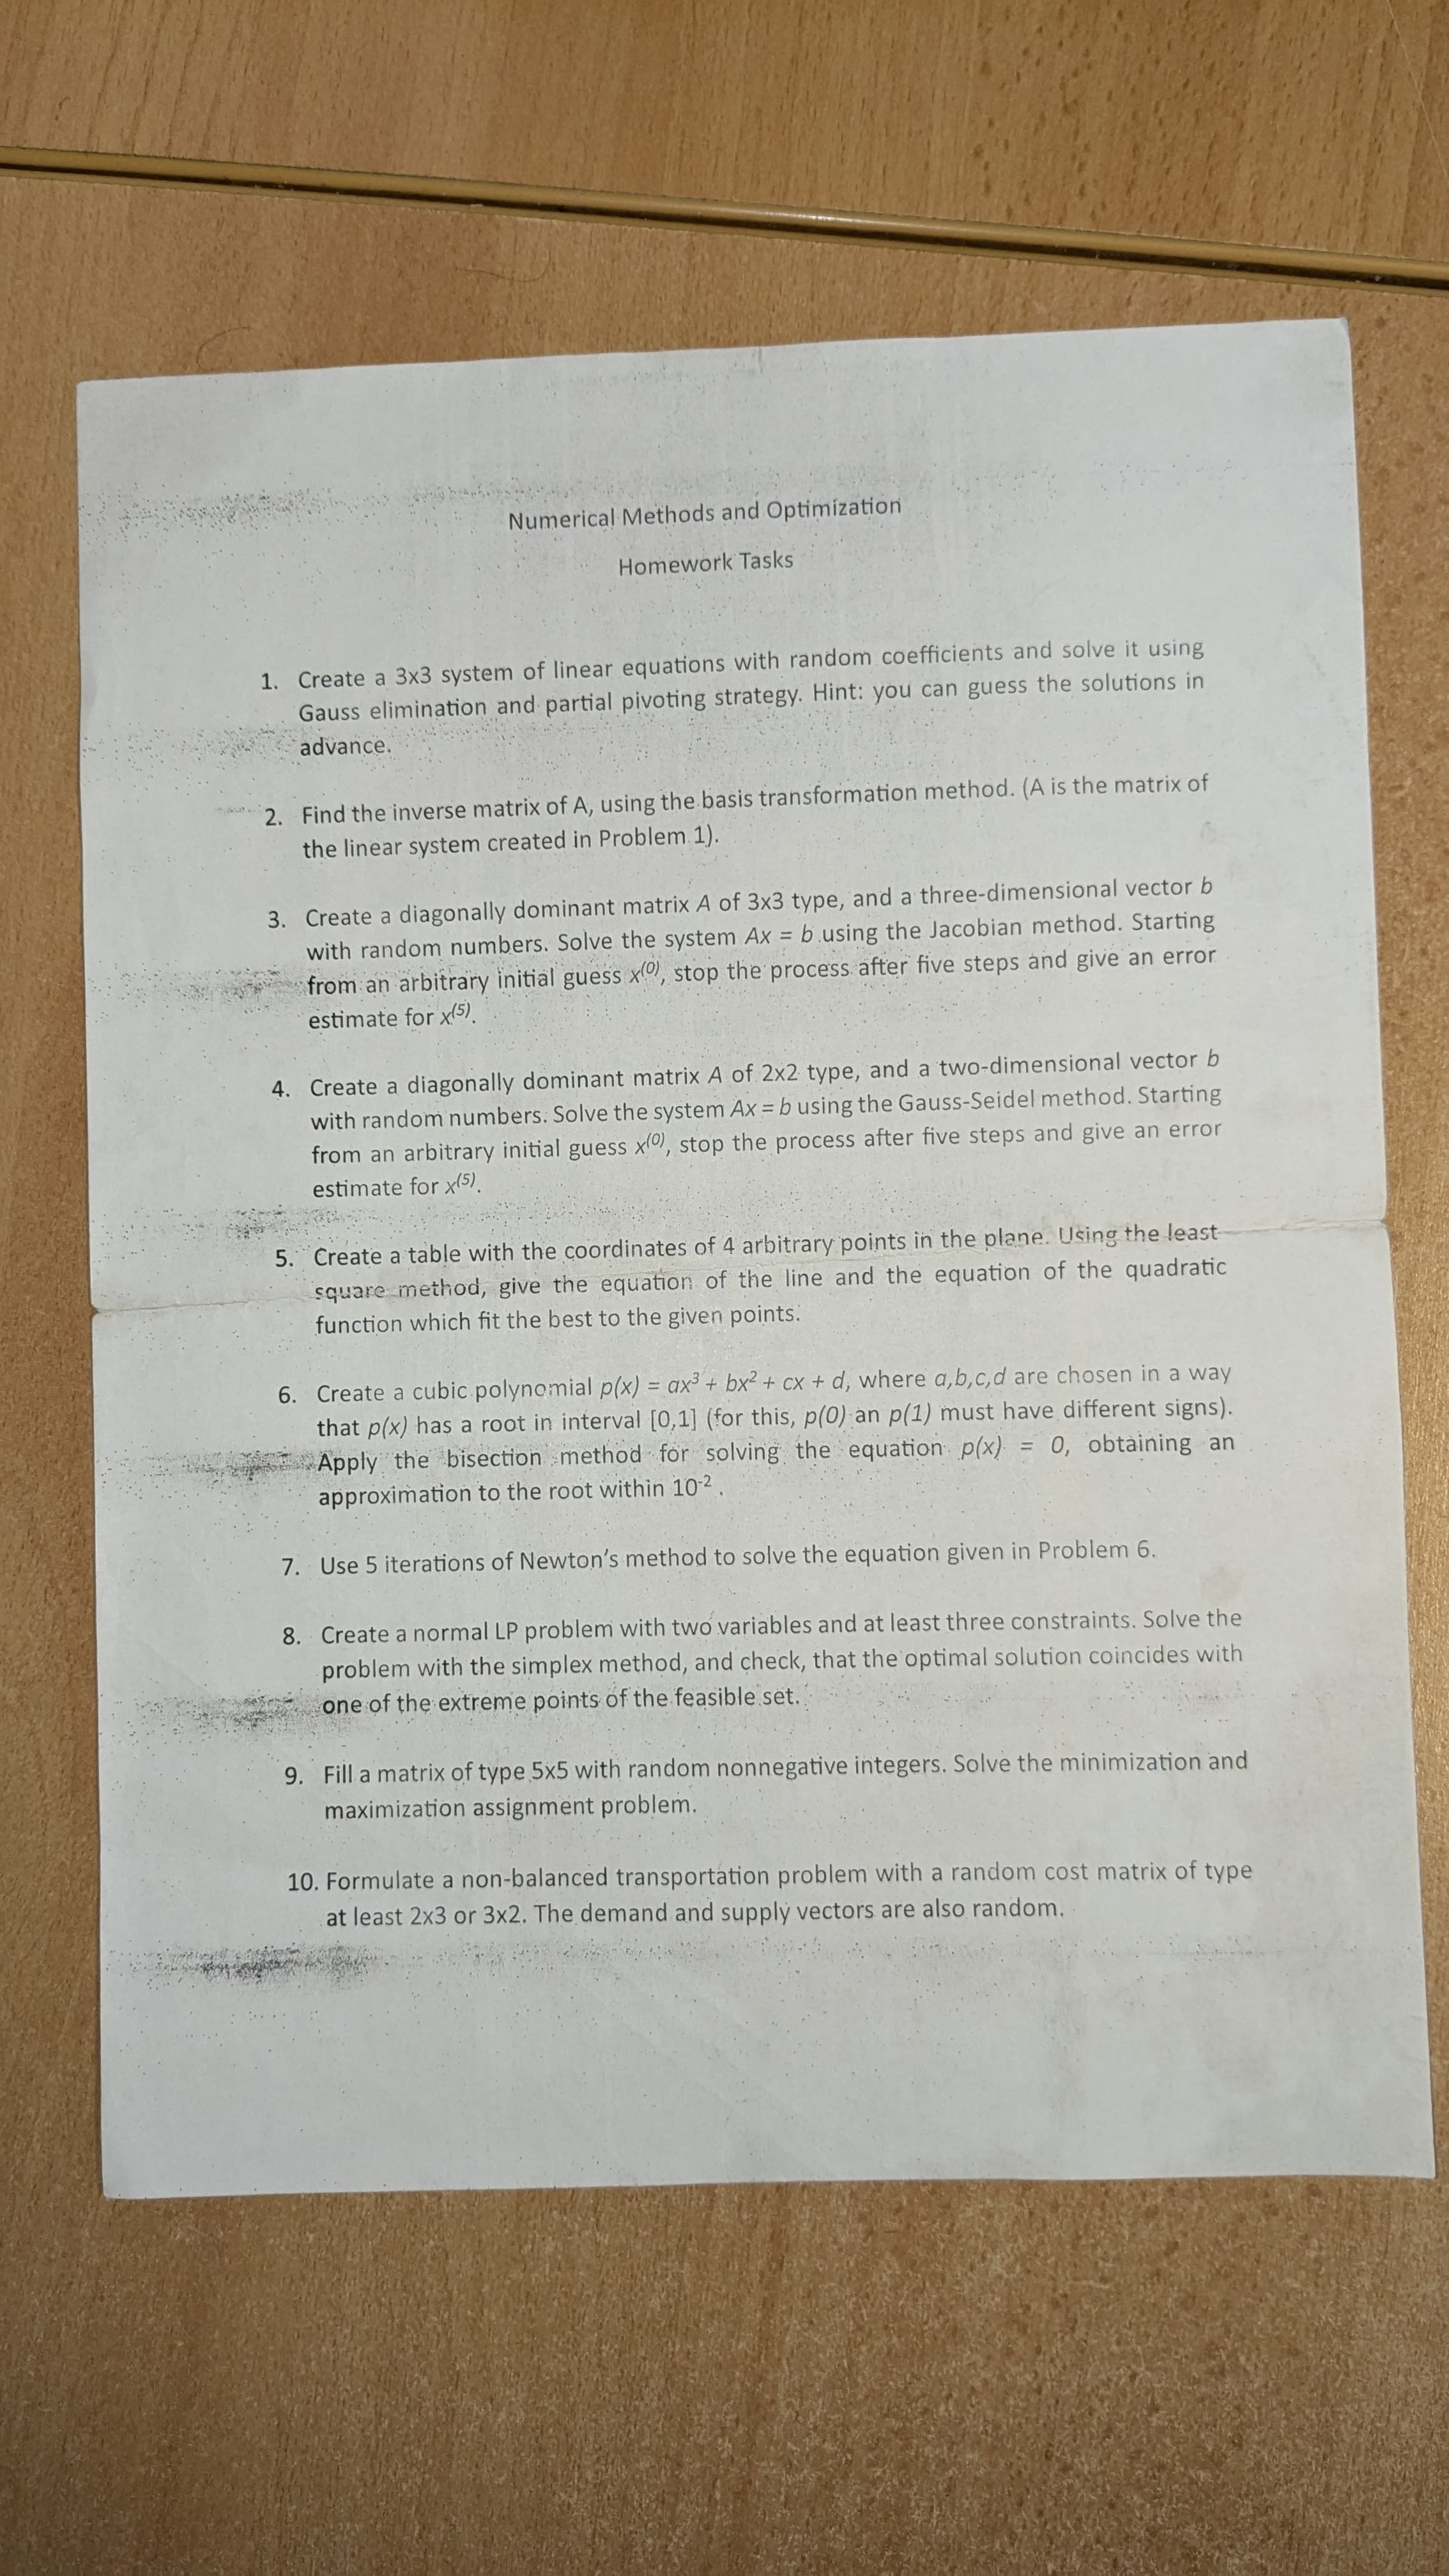 Numerical Methods and Optimization
Homework Tasks
1. Create a 3x3 system of linear equations with random coefficients and solve it using
Gauss elimination and partial pivoting strategy. Hint: you can guess the solutions in
advance.
2. Find the inverse matrix of A, using the basis transformation method. (A is the matrix of
the linear system created in Problem 1).
3. Create a diagonally dominant matrix A of 3x3 type, and a three-dimensional vector b
with random numbers. Solve the system Ax = b using the Jacobian method. Starting
from an arbitrary initial guess x⁽⁰⁾, stop the process after five steps and give an error
estimate for x⁽⁵⁾.
4. Create a diagonally dominant matrix A of 2x2 type, and a two-dimensional vector b
with random numbers. Solve the system Ax = b using the Gauss-Seidel method. Starting
from an arbitrary initial guess x⁽⁰⁾, stop the process after five steps and give an error
estimate for x⁽⁵⁾.
5. Create a table with the coordinates of 4 arbitrary points in the plane. Using the least
square method, give the equation of the line and the equation of the quadratic
function which fit the best to the given points.
6. Create a cubic polynomial p(x) = ax³ + bx² + cx + d, where a,b,c,d are chosen in a way
that p(x) has a root in interval [0,1] (for this, p(0) an p(1) must have different signs).
Apply the bisection method for solving the equation p(x) = 0, obtaining an
approximation to the root within 10⁻² .
7. Use 5 iterations of Newton's method to solve the equation given in Problem 6.
8. Create a normal LP problem with two variables and at least three constraints. Solve the
problem with the simplex method, and check, that the optimal solution coincides with
one of the extreme points of the feasible set.
9. Fill a matrix of type 5x5 with random nonnegative integers. Solve the minimization and
maximization assignment problem.
10. Formulate a non-balanced transportation problem with a random cost matrix of type
at least 2x3 or 3x2. The demand and supply vectors are also random.